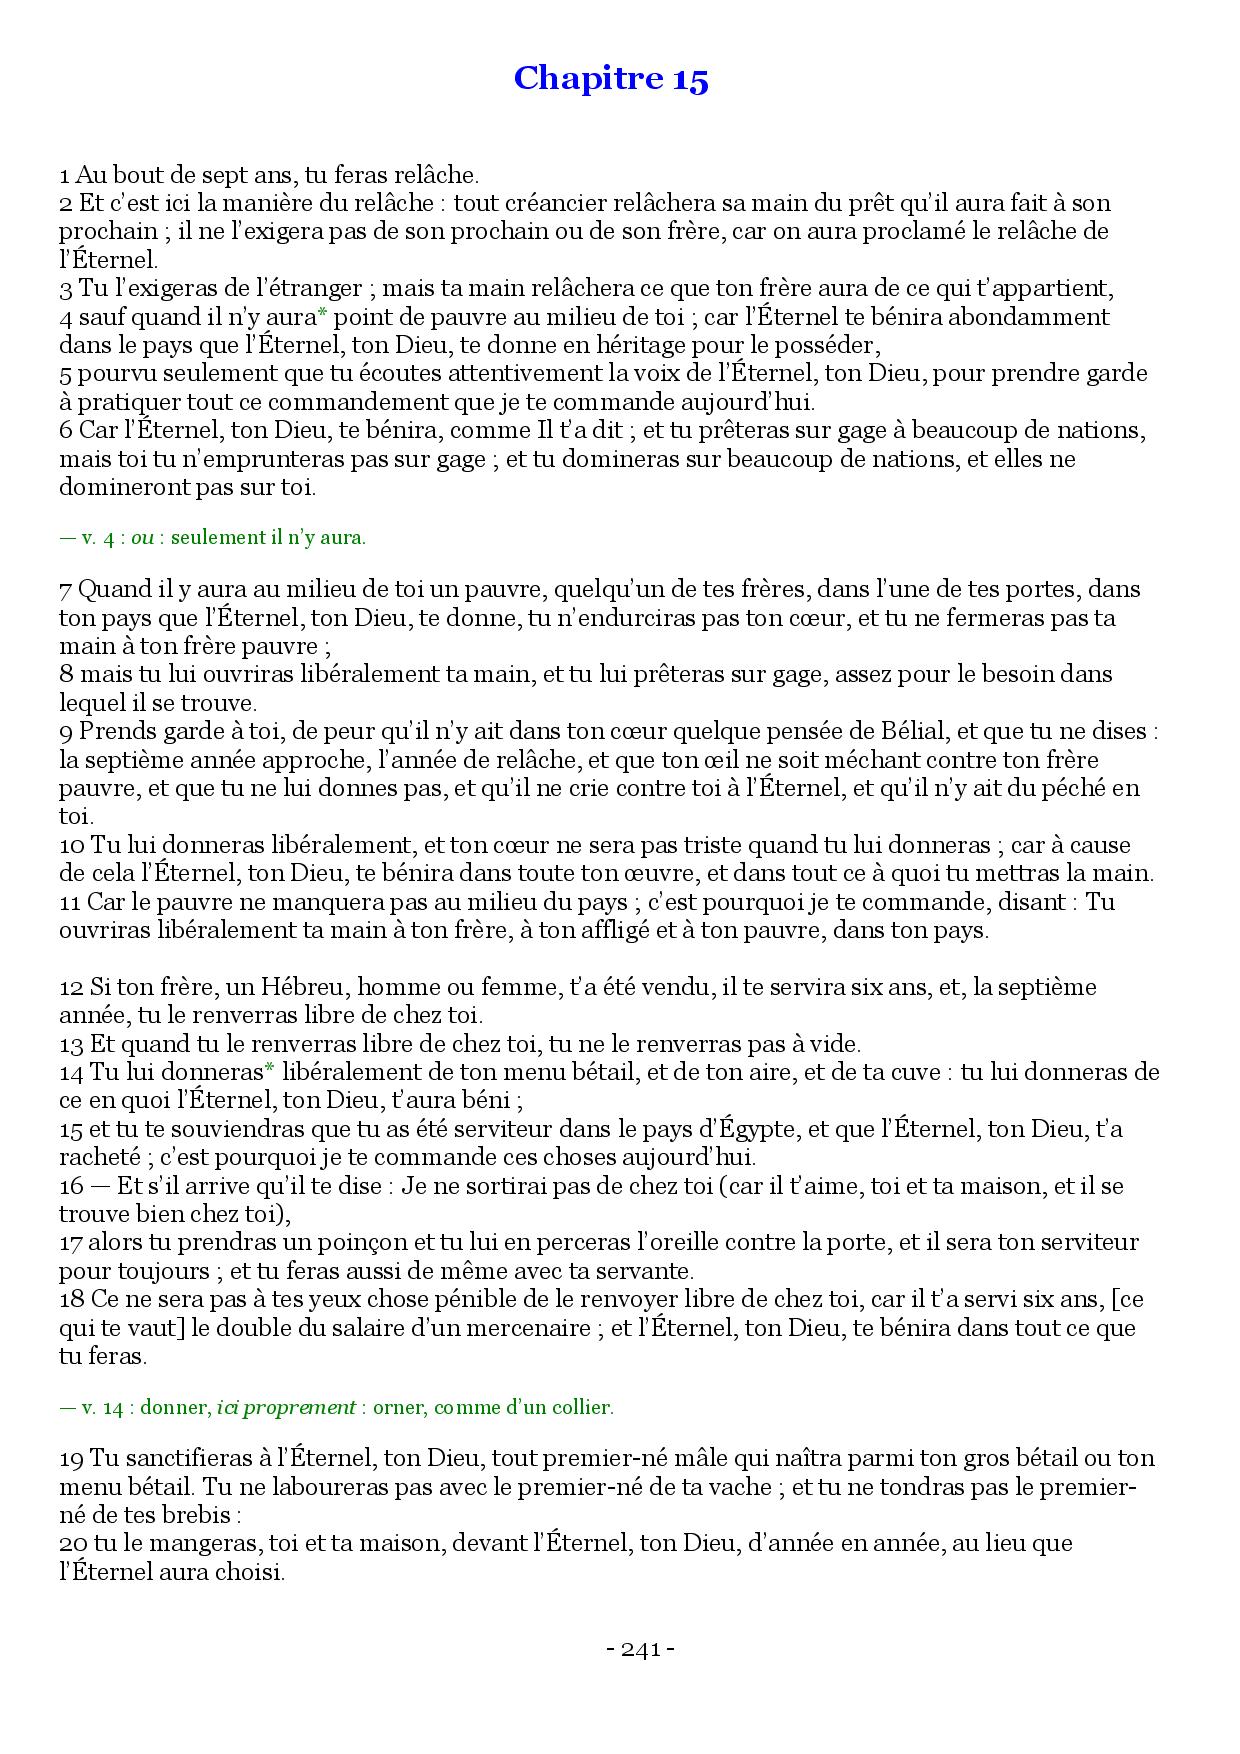 Chapitre 15
1 Au bout de sept ans, tu feras relâche.
2 Et c’est ici la manière du relâche : tout créancier relâchera sa main du prêt qu’il aura fait à son
prochain ; il ne l’exigera pas de son prochain ou de son frère, car on aura proclamé le relâche de
l’Éternel.
3 Tu l’exigeras de l’étranger ; mais ta main relâchera ce que ton frère aura de ce qui t’appartient,
4 sauf quand il n’y aura* point de pauvre au milieu de toi ; car l’Éternel te bénira abondamment
dans le pays que l’Éternel, ton Dieu, te donne en héritage pour le posséder,
5 pourvu seulement que tu écoutes attentivement la voix de l’Éternel, ton Dieu, pour prendre garde
à pratiquer tout ce commandement que je te commande aujourd’hui.
6 Car l’Éternel, ton Dieu, te bénira, comme Il t’a dit ; et tu prêteras sur gage à beaucoup de nations,
mais toi tu n’emprunteras pas sur gage ; et tu domineras sur beaucoup de nations, et elles ne
domineront pas sur toi.
— v. 4 : ou : seulement il n’y aura.
7 Quand il y aura au milieu de toi un pauvre, quelqu’un de tes frères, dans l’une de tes portes, dans
ton pays que l’Éternel, ton Dieu, te donne, tu n’endurciras pas ton cœur, et tu ne fermeras pas ta
main à ton frère pauvre ;
8 mais tu lui ouvriras libéralement ta main, et tu lui prêteras sur gage, assez pour le besoin dans
lequel il se trouve.
9 Prends garde à toi, de peur qu’il n’y ait dans ton cœur quelque pensée de Bélial, et que tu ne dises :
la septième année approche, l’année de relâche, et que ton œil ne soit méchant contre ton frère
pauvre, et que tu ne lui donnes pas, et qu’il ne crie contre toi à l’Éternel, et qu’il n’y ait du péché en
toi.
10 Tu lui donneras libéralement, et ton cœur ne sera pas triste quand tu lui donneras ; car à cause
de cela l’Éternel, ton Dieu, te bénira dans toute ton œuvre, et dans tout ce à quoi tu mettras la main.
11 Car le pauvre ne manquera pas au milieu du pays ; c’est pourquoi je te commande, disant : Tu
ouvriras libéralement ta main à ton frère, à ton affligé et à ton pauvre, dans ton pays.
12 Si ton frère, un Hébreu, homme ou femme, t’a été vendu, il te servira six ans, et, la septième
année, tu le renverras libre de chez toi.
13 Et quand tu le renverras libre de chez toi, tu ne le renverras pas à vide.
14 Tu lui donneras* libéralement de ton menu bétail, et de ton aire, et de ta cuve : tu lui donneras de
ce en quoi l’Éternel, ton Dieu, t’aura béni ;
15 et tu te souviendras que tu as été serviteur dans le pays d’Égypte, et que l’Éternel, ton Dieu, t’a
racheté ; c’est pourquoi je te commande ces choses aujourd’hui.
16 — Et s’il arrive qu’il te dise : Je ne sortirai pas de chez toi (car il t’aime, toi et ta maison, et il se
trouve bien chez toi),
17 alors tu prendras un poinçon et tu lui en perceras l’oreille contre la porte, et il sera ton serviteur
pour toujours ; et tu feras aussi de même avec ta servante.
18 Ce ne sera pas à tes yeux chose pénible de le renvoyer libre de chez toi, car il t’a servi six ans, [ce
qui te vaut] le double du salaire d’un mercenaire ; et l’Éternel, ton Dieu, te bénira dans tout ce que
tu feras.
— v. 14 : donner, ici proprement : orner, comme d’un collier.
19 Tu sanctifieras à l’Éternel, ton Dieu, tout premier-né mâle qui naîtra parmi ton gros bétail ou ton
menu bétail. Tu ne laboureras pas avec le premier-né de ta vache ; et tu ne tondras pas le premier-
né de tes brebis :
20 tu le mangeras, toi et ta maison, devant l’Éternel, ton Dieu, d’année en année, au lieu que
l’Éternel aura choisi.
- 241 -